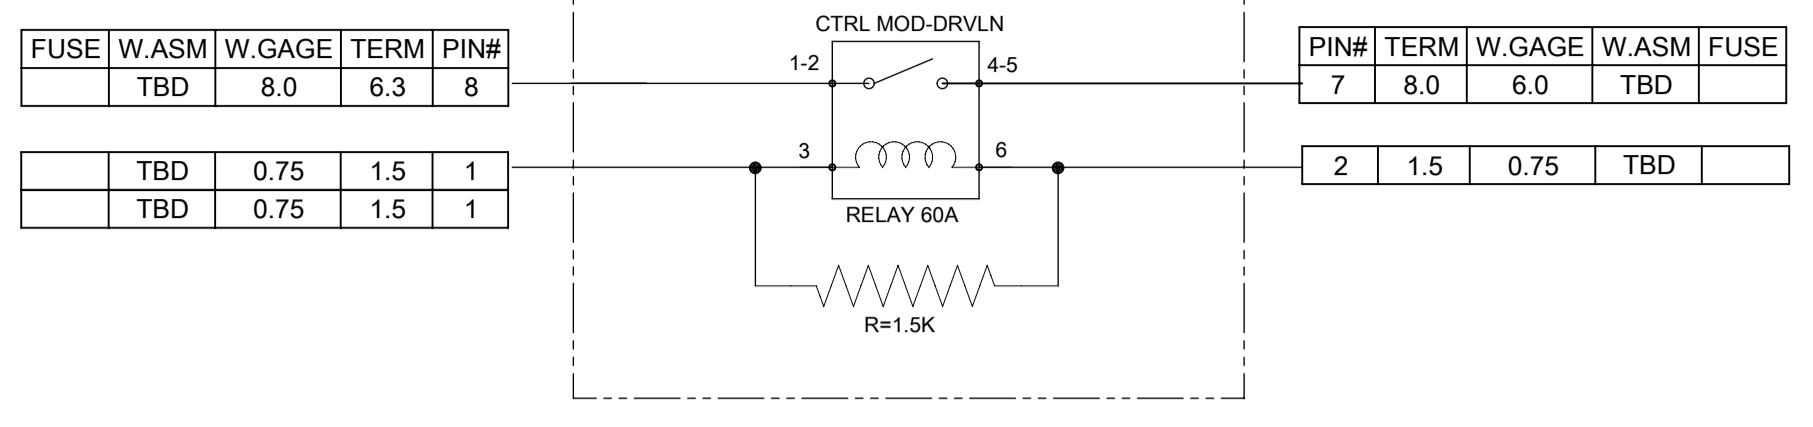 CTRL MOD-DRVLN
FUSE W.ASM W.GAGE TERM PIN#
TBD 8.0 6.3 8
1-2
4-5
PIN# TERM W.GAGE W.ASM FUSE
7 8.0 6.0 TBD
TBD 0.75 1.5 1
TBD 0.75 1.5 1
3
6
2 1.5 0.75 TBD
RELAY 60A
R=1.5K